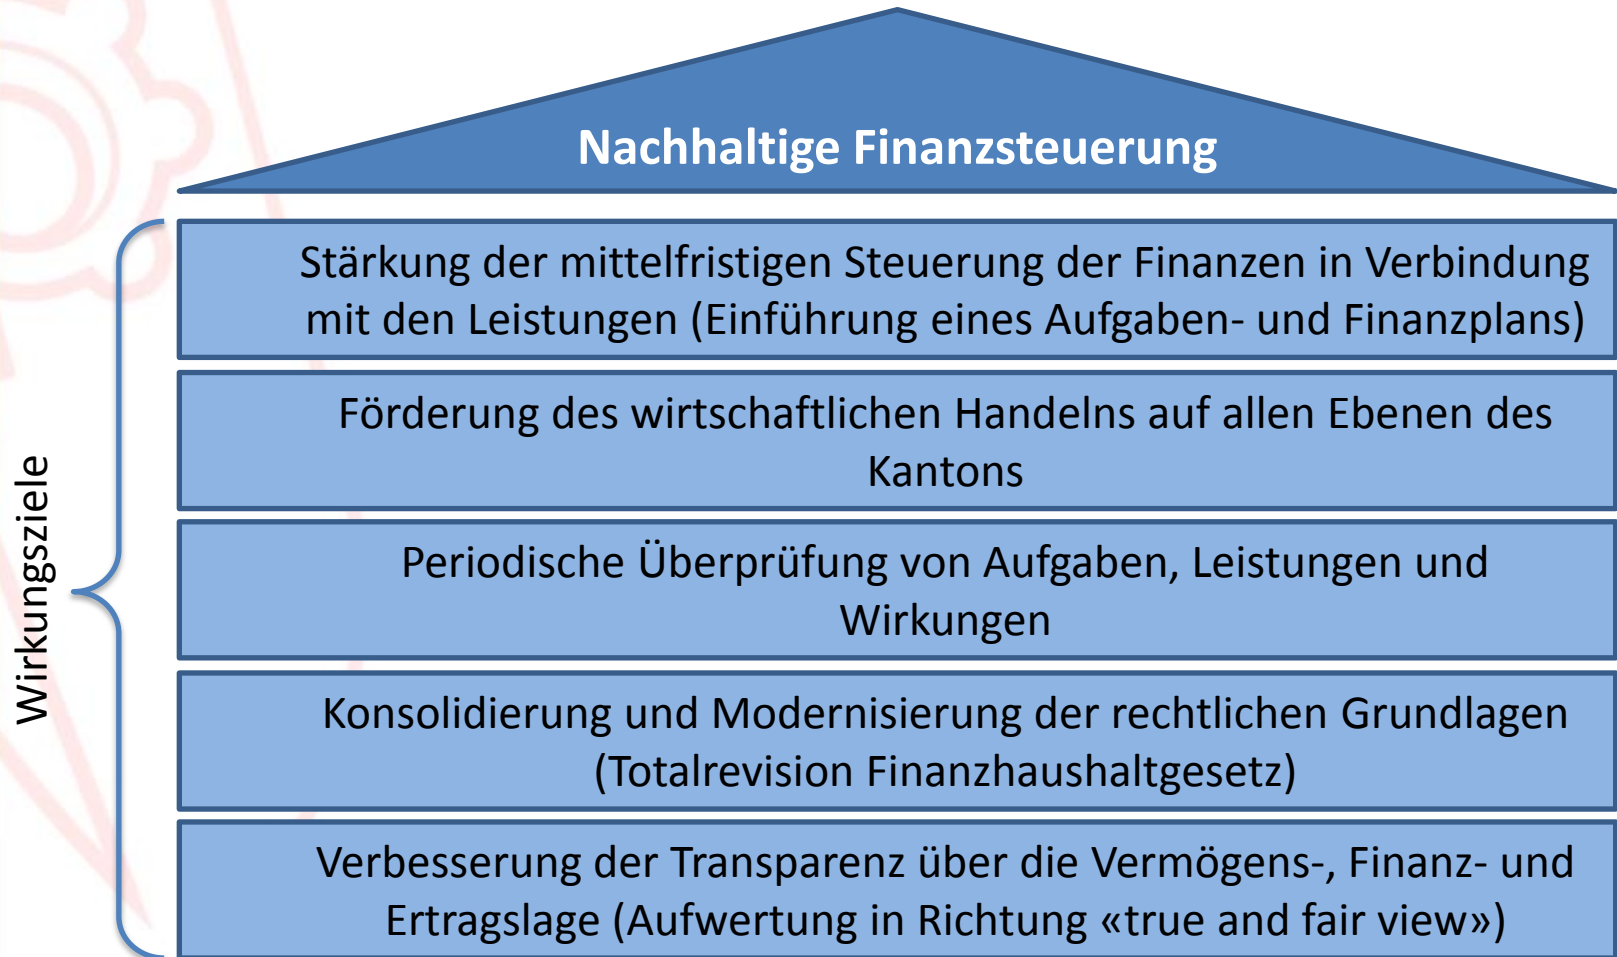 Nachhaltige Finanzsteuerung
Wirkungsziele
Stärkung der mittelfristigen Steuerung der Finanzen in Verbindung
mit den Leistungen (Einführung eines Aufgaben- und Finanzplans)
Förderung des wirtschaftlichen Handelns auf allen Ebenen des
Kantons
Periodische Überprüfung von Aufgaben, Leistungen und
Wirkungen
Konsolidierung und Modernisierung der rechtlichen Grundlagen
(Totalrevision Finanzhaushaltgesetz)
Verbesserung der Transparenz über die Vermögens-, Finanz- und
Ertragslage (Aufwertung in Richtung «true and fair view»)